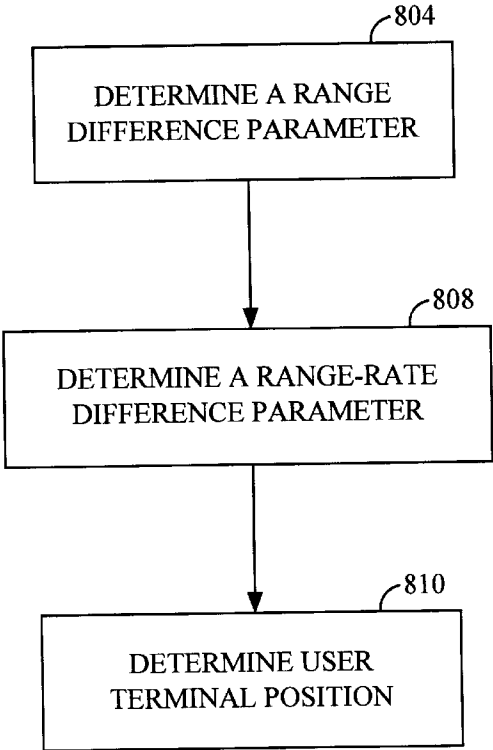 804
DETERMINE A RANGE
DIFFERENCE PARAMETER
808
DETERMINE A RANGE-RATE
DIFFERENCE PARAMETER
810
DETERMINE USER
TERMINAL POSITION